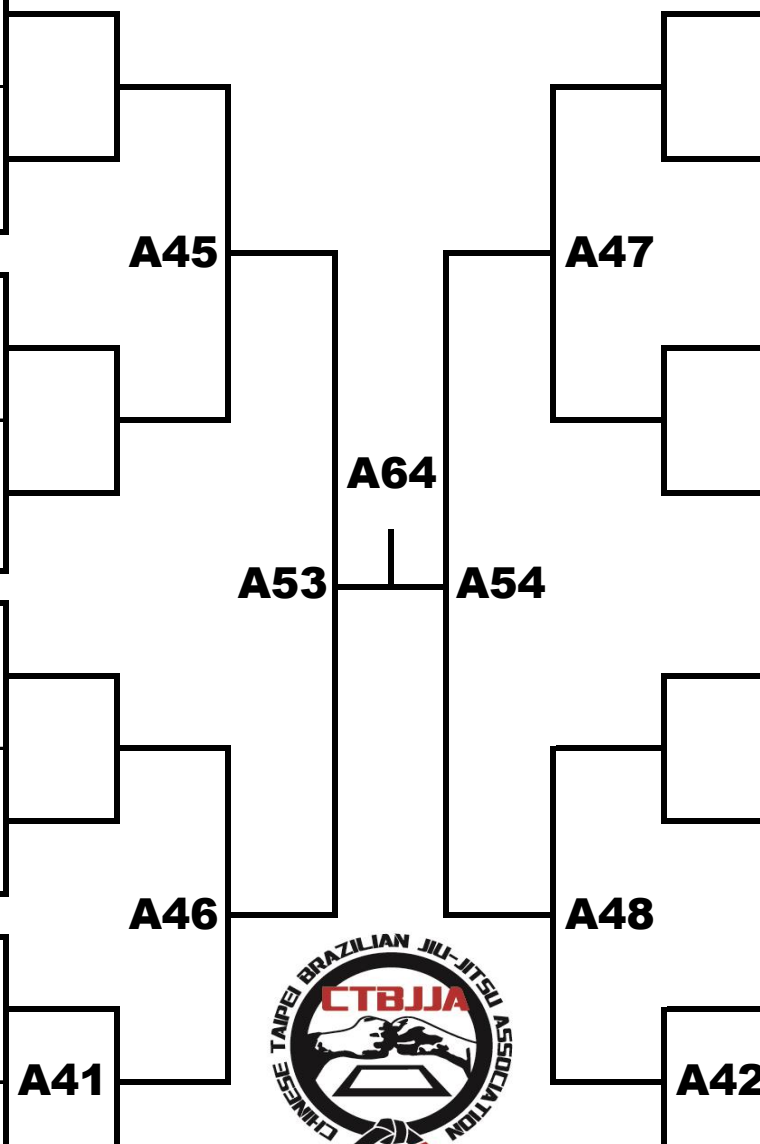 A45
A47
A64
A53
A54
A46
A48
CHINESE TAIPEI BRAZILIAN JIU-JITSU ASSOCIATION
CTBJJA
A41
A42